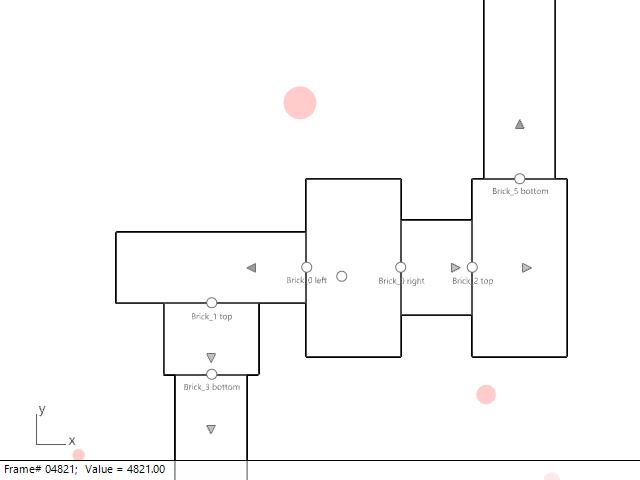 Brick_5 bottom
Brick_0 left
Brick_0 right
Brick_2 top
Brick_1 top
Brick_3 bottom
y
x
Frame# 04821;  Value = 4821.00